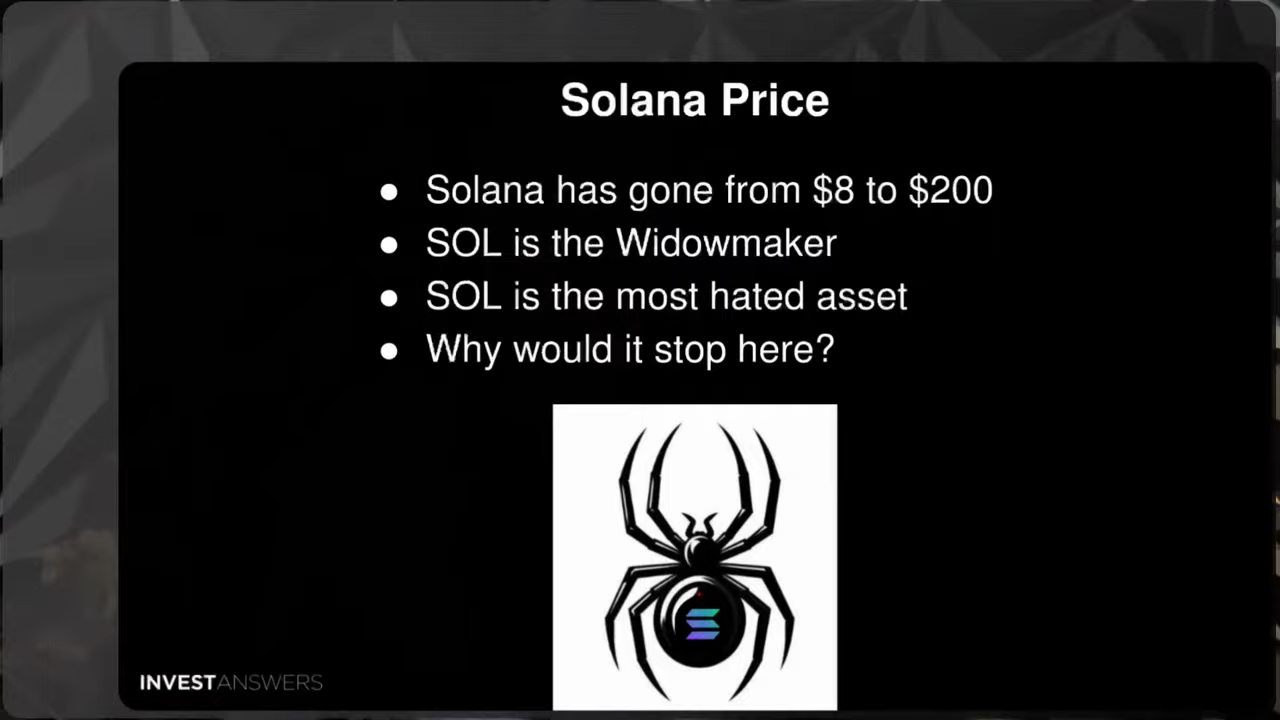 Solana Price
● Solana has gone from $8 to $200
● SOL is the Widowmaker
● SOL is the most hated asset
● Why would it stop here?
INVESTANSWERS